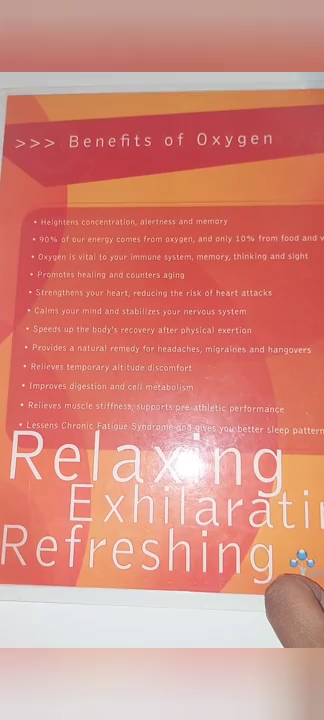 >>> Benefits of Oxygen
• Heightens concentration, alertness and memory
• 90% of our energy comes from oxygen, and only 10% from food and w
• Oxygen is vital to your immune system, memory, thinking and sight
• Promotes healing and counters aging
• Strengthens your heart, reducing the risk of heart attacks
• Calms your mind and stabilizes your nervous system
• Speeds up the body's recovery after physical exertion
• Provides a natural remedy for headaches, migraines and hangovers
• Relieves temporary altitude discomfort
• Improves digestion and cell metabolism
• Relieves muscle stiffness, supports pre-athletic performance
• Lessens Chronic Fatigue Syndrome and gives you better sleep pattern
Relaxing
Exhilaratin
Refreshing